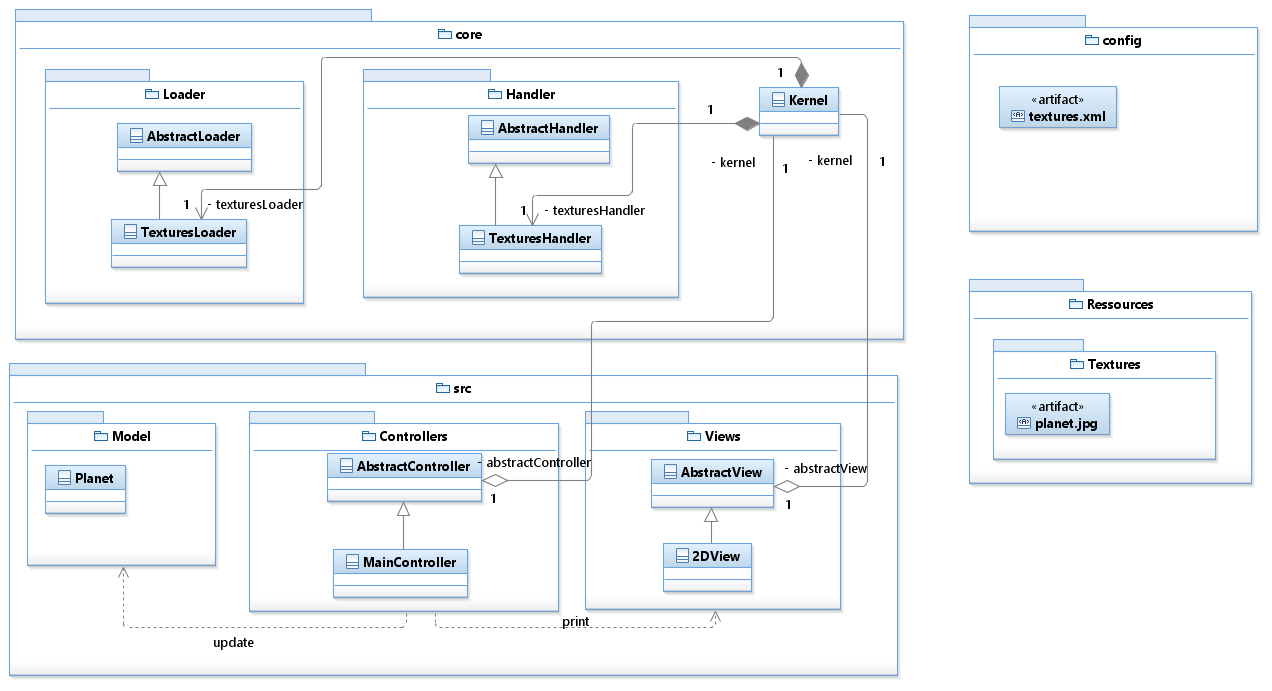 core
Loader
AbstractLoader
1
- texturesLoader
TexturesLoader
Handler
AbstractHandler
1
- texturesHandler
TexturesHandler
1
Kernel
1
- kernel
1
- kernel
1
config
«artifact»
textures.xml
Ressources
Textures
«artifact»
planet.jpg
src
Model
Planet
Controllers
AbstractController
- abstractController
1
MainController
Views
AbstractView
- abstractView
1
2DView
update
print